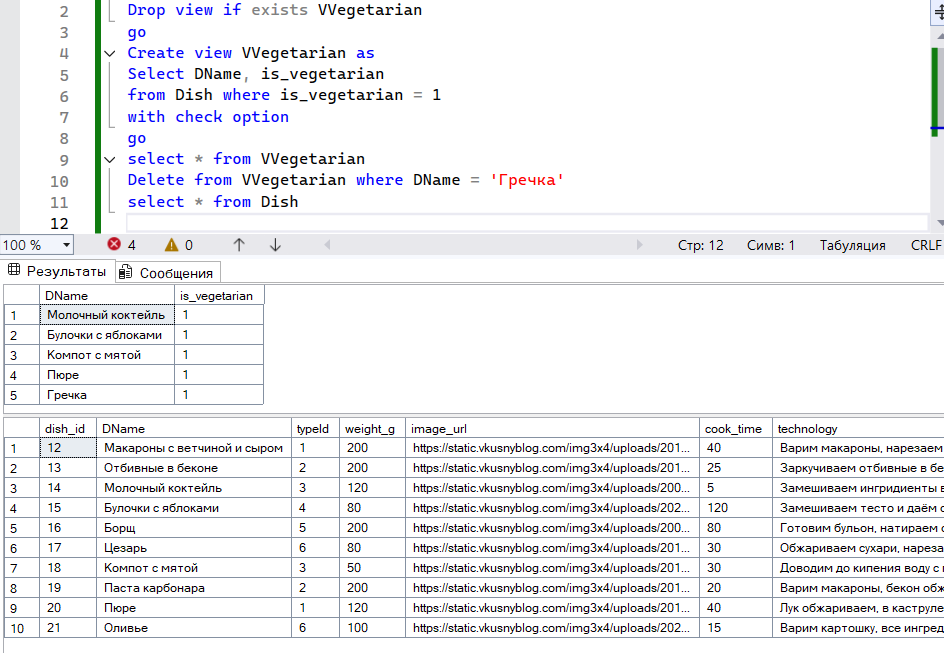 2 Drop view if exists VVegetarian
3 go
4 Create view VVegetarian as
5 Select DName, is_vegetarian
6 from Dish where is_vegetarian = 1
7 with check option
8 go
9 select * from VVegetarian
10 Delete from VVegetarian where DName = 'Гречка'
11 select * from Dish
12
100 % 4 0 Стр: 12 Симв: 1 Табуляция CRLF
Результаты Сообщения
DName is_vegetarian
1 Молочный коктейль 1
2 Булочки с яблоками 1
3 Компот с мятой 1
4 Пюре 1
5 Гречка 1
dish_id DName typeId weight_g image_url cook_time technology
1 12 Макароны с ветчиной и сыром 1 200 https://static.vkusnyblog.com/img3x4/uploads/201... 40 Варим макароны, нарезаем
2 13 Отбивные в беконе 2 200 https://static.vkusnyblog.com/img3x4/uploads/201... 25 Заркучиваем отбивные в бе
3 14 Молочный коктейль 3 120 https://static.vkusnyblog.com/img3x4/uploads/200... 5 Замешиваем ингридиенты в
4 15 Булочки с яблоками 4 80 https://static.vkusnyblog.com/img3x4/uploads/202... 120 Замешиваем тесто и даём с
5 16 Борщ 5 200 https://static.vkusnyblog.com/img3x4/uploads/200... 80 Готовим бульон, натираем с
6 17 Цезарь 6 80 https://static.vkusnyblog.com/img3x4/uploads/201... 30 Обжариваем сухари, нареза
7 18 Компот с мятой 3 50 https://static.vkusnyblog.com/img3x4/uploads/201... 30 Доводим до кипения воду с
8 19 Паста карбонара 2 200 https://static.vkusnyblog.com/img3x4/uploads/201... 20 Варим макароны, бекон обж
9 20 Пюре 1 120 https://static.vkusnyblog.com/img3x4/uploads/201... 40 Лук обжариваем, в каструле
10 21 Оливье 6 100 https://static.vkusnyblog.com/img3x4/uploads/202... 15 Варим картошку, все ингред